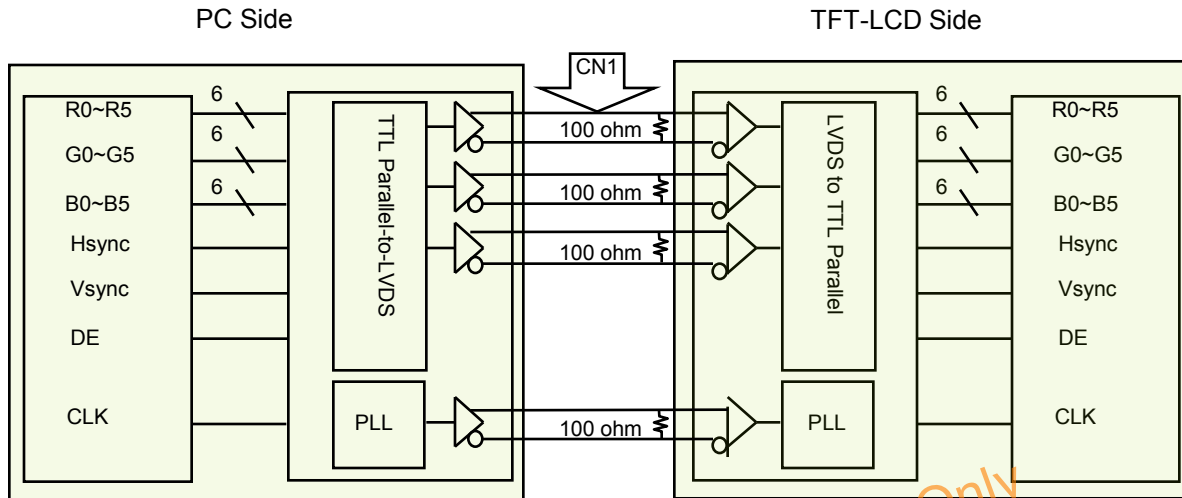 PC Side
TFT-LCD Side
CN1
R0~R5
6
G0~G5
6
B0~B5
6
Hsync
Vsync
DE
CLK
TTL Parallel-to-LVDS
PLL
100 ohm
100 ohm
100 ohm
100 ohm
LVDS to TTL Parallel
PLL
6
R0~R5
6
G0~G5
6
B0~B5
Hsync
Vsync
DE
CLK
Only